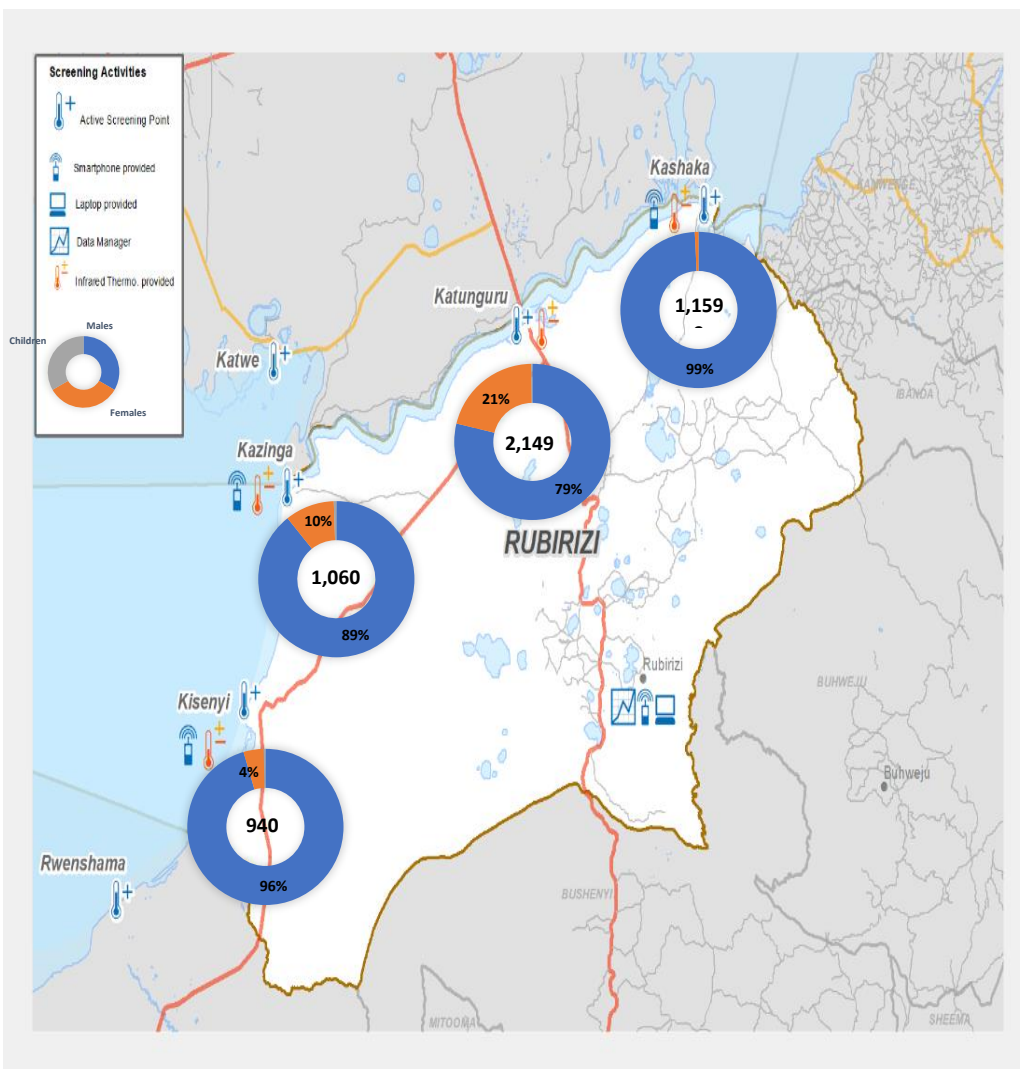 Screening Activities
Active Screening Point
Smartphone provided
Laptop provided
Data Manager
Infrared Thermo. provided
Males
Children
Females
Kashaka
1,159
99%
Katunguru
21%
2,149
79%
Katwe
Kazinga
10%
1,060
89%
RUBIRIZI
IBANDA
Kisenyi
Rubirizi
BUHWEJU
Buhweju
4%
940
96%
Rwenshama
BUSHENYI
MITOOMA
SHEEMA